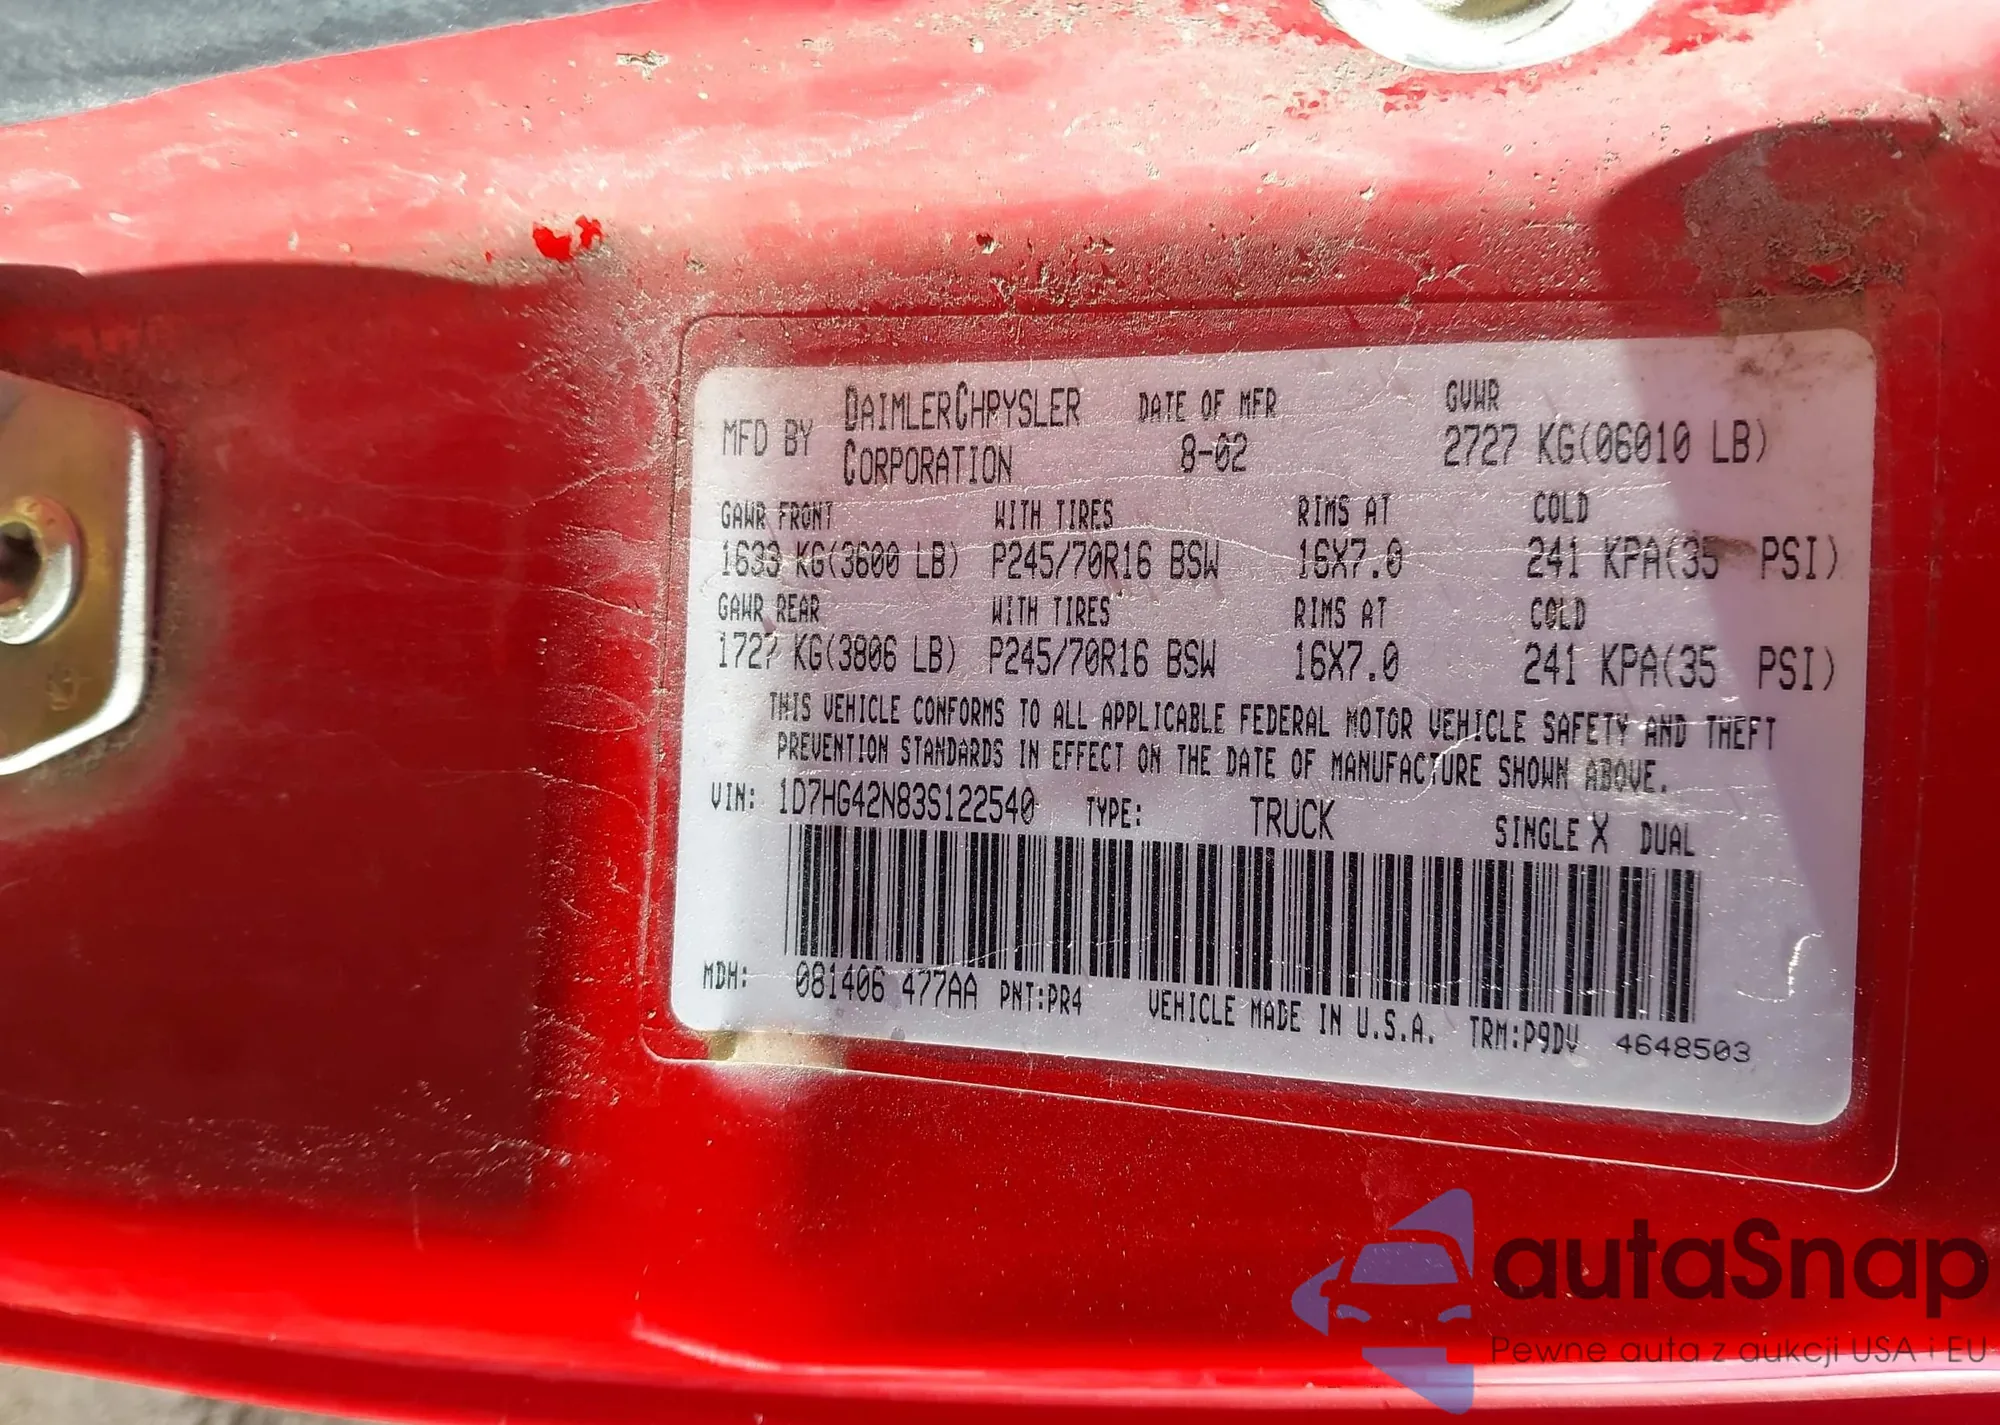 MFD BY DAIMLERCHRYSLER CORPORATION
DATE OF MFR 8-02
GVWR 2727 KG(06010 LB)
GAWR FRONT WITH TIRES RIMS AT COLD
1633 KG(3600 LB) P245/70R16 BSW 16X7.0 241 KPA(35 PSI)
GAWR REAR WITH TIRES RIMS AT COLD
1727 KG(3806 LB) P245/70R16 BSW 16X7.0 241 KPA(35 PSI)
THIS VEHICLE CONFORMS TO ALL APPLICABLE FEDERAL MOTOR VEHICLE SAFETY AND THEFT
PREVENTION STANDARDS IN EFFECT ON THE DATE OF MANUFACTURE SHOWN ABOVE.
VIN: 1D7HG42N83S122540 TYPE: TRUCK SINGLE X DUAL
MDH: 081406 477AA PNT:PR4 VEHICLE MADE IN U.S.A. TRM:P9DV 4648503
autaSnap
Pewne auta z aukcji USA i EU